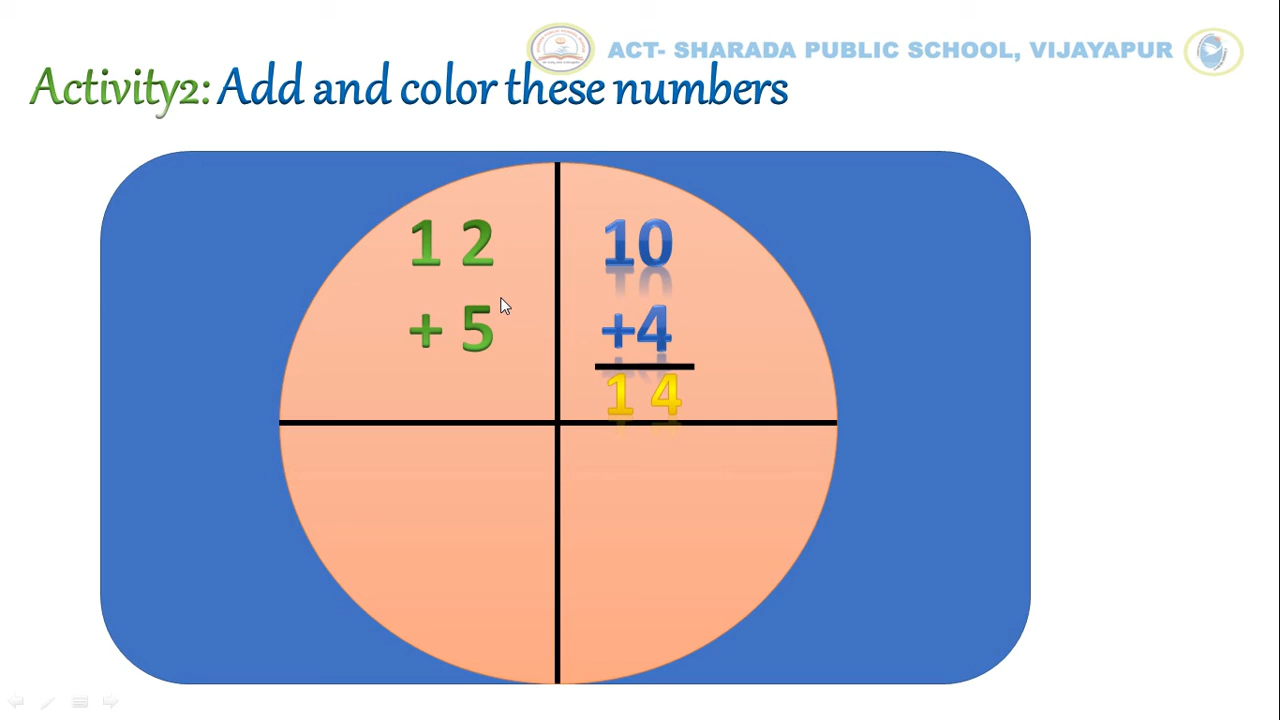 ACT- SHARADA PUBLIC SCHOOL, VIJAYAPUR
Activity2: Add and color these numbers
1 2
+ 5
10
+4
1 4